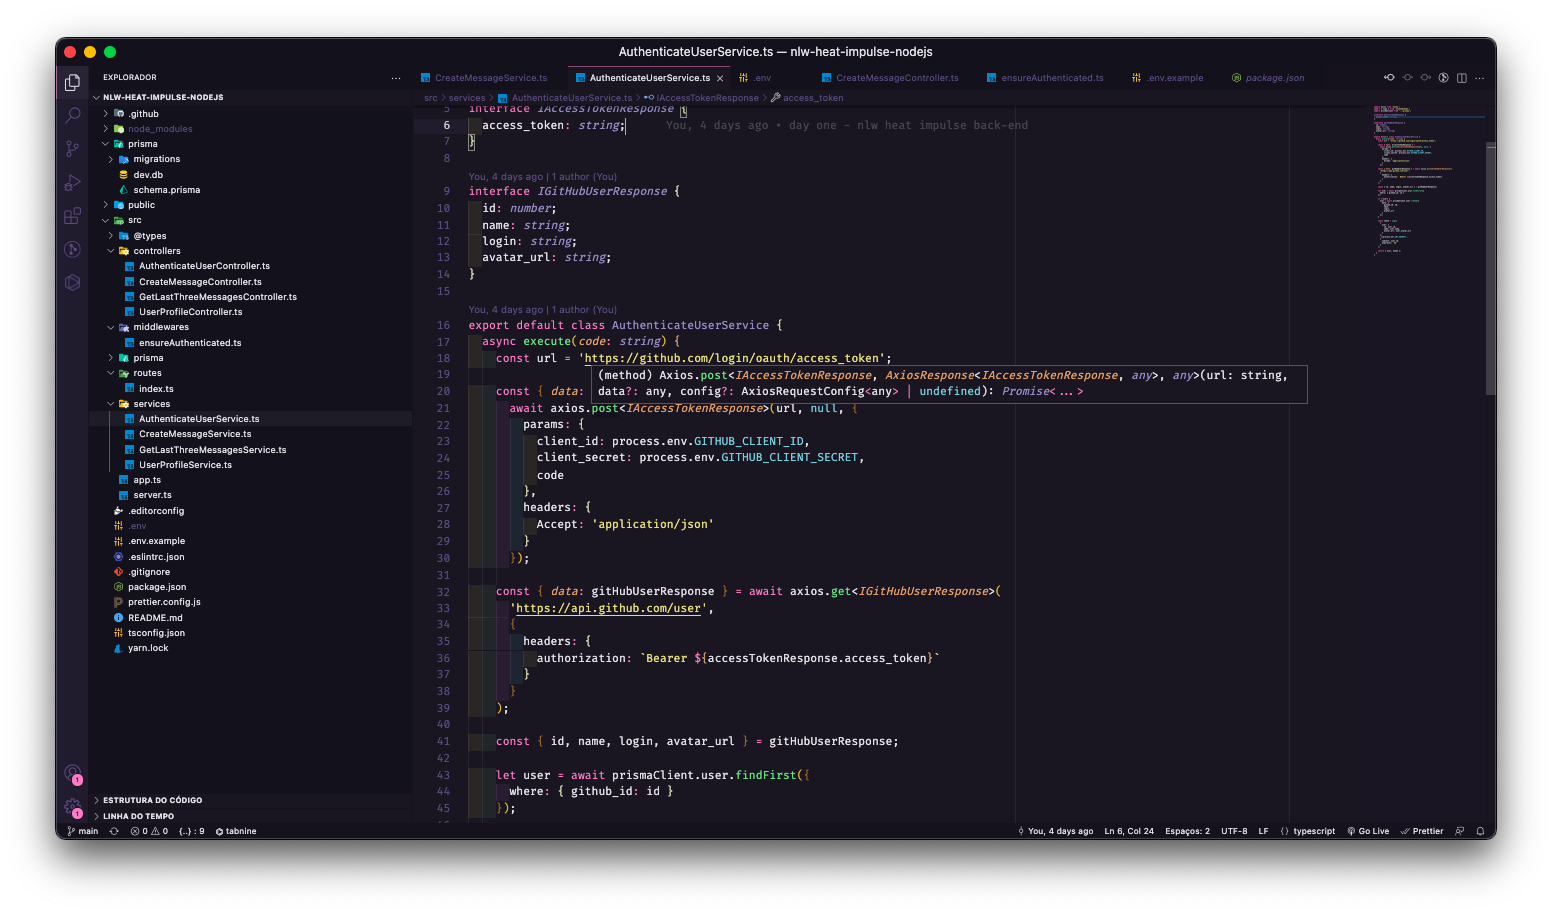 AuthenticateUserService.ts — nlw-heat-impulse-nodejs
EXPLORADOR
NLW-HEAT-IMPULSE-NODEJS
.github
node_modules
prisma
migrations
dev.db
schema.prisma
public
src
@types
controllers
AuthenticateUserController.ts
CreateMessageController.ts
GetLastThreeMessagesController.ts
UserProfileController.ts
middlewares
ensureAuthenticated.ts
prisma
routes
index.ts
services
AuthenticateUserService.ts
CreateMessageService.ts
GetLastThreeMessagesService.ts
UserProfileService.ts
app.ts
server.ts
.editorconfig
.env
.env.example
.eslintrc.json
.gitignore
package.json
prettier.config.js
README.md
tsconfig.json
yarn.lock
ESTRUTURA DO CÓDIGO
LINHA DO TEMPO
CreateMessageService.ts AuthenticateUserService.ts .env CreateMessageController.ts ensureAuthenticated.ts .env.example package.json
src > services > AuthenticateUserService.ts > IAccessTokenResponse > access_token
5 interface IAccessTokenResponse {
6 access_token: string; You, 4 days ago • day one - nlw heat impulse back-end
7 }
8
You, 4 days ago | 1 author (You)
9 interface IGitHubUserResponse {
10 id: number;
11 name: string;
12 login: string;
13 avatar_url: string;
14 }
15
You, 4 days ago | 1 author (You)
16 export default class AuthenticateUserService {
17 async execute(code: string) {
18 const url = 'https://github.com/login/oauth/access_token';
19 (method) Axios.post<IAccessTokenResponse, AxiosResponse<IAccessTokenResponse, any>, any>(url: string,
20 const { data: data?: any, config?: AxiosRequestConfig<any> | undefined): Promise<...>
21 await axios.post<IAccessTokenResponse>(url, null, {
22 params: {
23 client_id: process.env.GITHUB_CLIENT_ID,
24 client_secret: process.env.GITHUB_CLIENT_SECRET,
25 code
26 },
27 headers: {
28 Accept: 'application/json'
29 }
30 });
31
32 const { data: gitHubUserResponse } = await axios.get<IGitHubUserResponse>(
33 'https://api.github.com/user',
34 {
35 headers: {
36 authorization: `Bearer ${accessTokenResponse.access_token}`
37 }
38 }
39 );
40
41 const { id, name, login, avatar_url } = gitHubUserResponse;
42
43 let user = await prismaClient.user.findFirst({
44 where: { github_id: id }
45 });
1
1
main 0 0 {..} : 9 tabnine You, 4 days ago Ln 6, Col 24 Espaços: 2 UTF-8 LF {} typescript Go Live Prettier